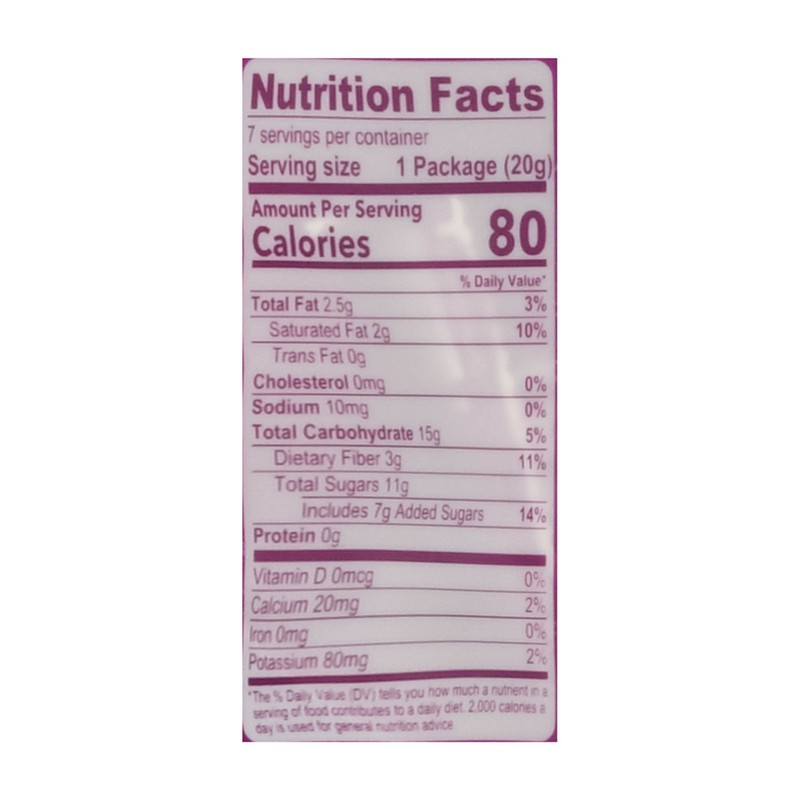 Nutrition Facts
7 servings per container
Serving size 1 Package (20g)
Amount Per Serving
Calories 80
% Daily Value*
Total Fat 2.5g 3%
Saturated Fat 2g 10%
Trans Fat 0g
Cholesterol 0mg 0%
Sodium 10mg 0%
Total Carbohydrate 15g 5%
Dietary Fiber 3g 11%
Total Sugars 11g
Includes 7g Added Sugars 14%
Protein 0g
Vitamin D 0mcg 0%
Calcium 20mg 2%
Iron 0mg 0%
Potassium 80mg 2%
*The % Daily Value (DV) tells you how much a nutrient in a
serving of food contributes to a daily diet. 2,000 calories a
day is used for general nutrition advice.